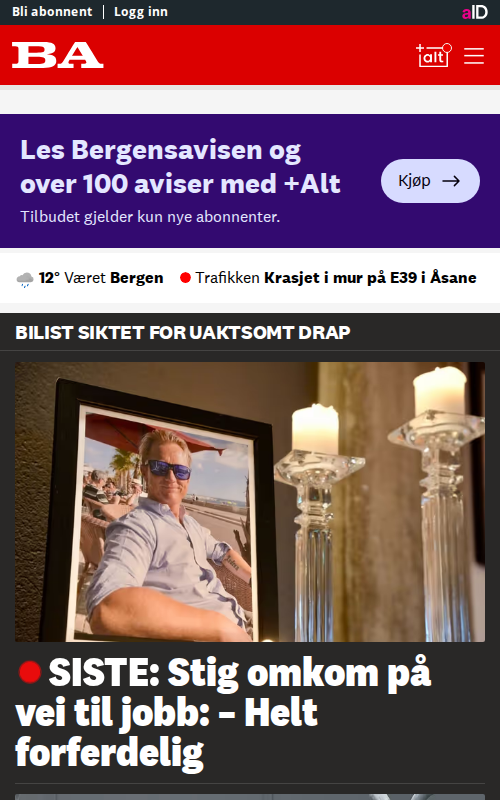 Bli abonnent
Logg inn
aID
BA
+alt
Les Bergensavisen og
over 100 aviser med +Alt
Tilbudet gjelder kun nye abonnenter.
Kjøp
12° Været Bergen
Trafikken Krasjet i mur på E39 i Åsane
BILIST SIKTET FOR UAKTSOMT DRAP
SISTE: Stig omkom på
vei til jobb: – Helt
forferdelig